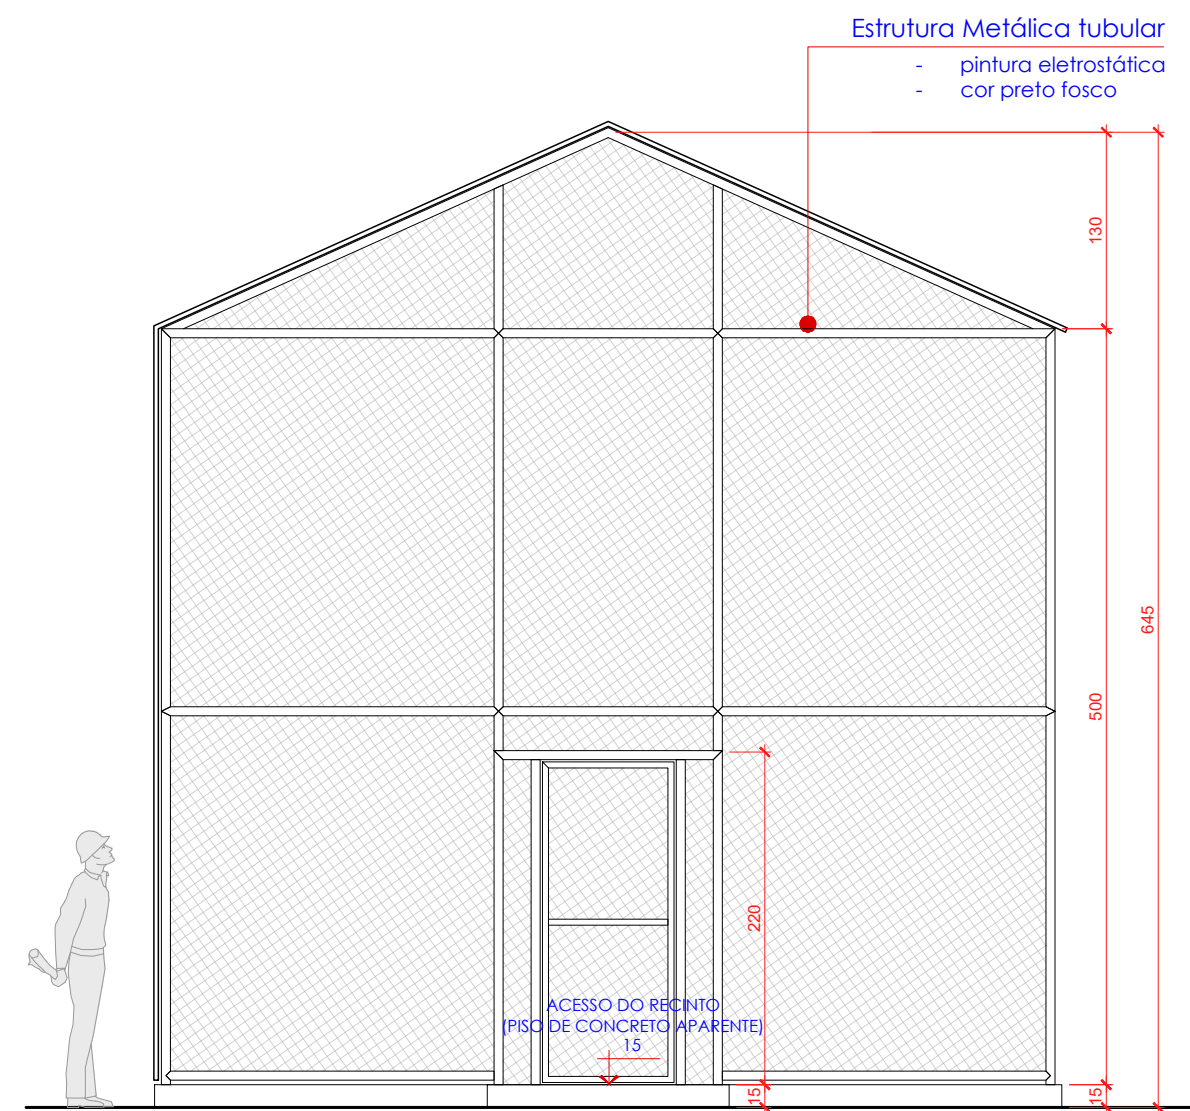 Estrutura Metálica tubular
- pintura eletrostática
- cor preto fosco
130
645
500
220
ACESSO DO RECINTO
(PISO DE CONCRETO APARENTE)
15
15
15